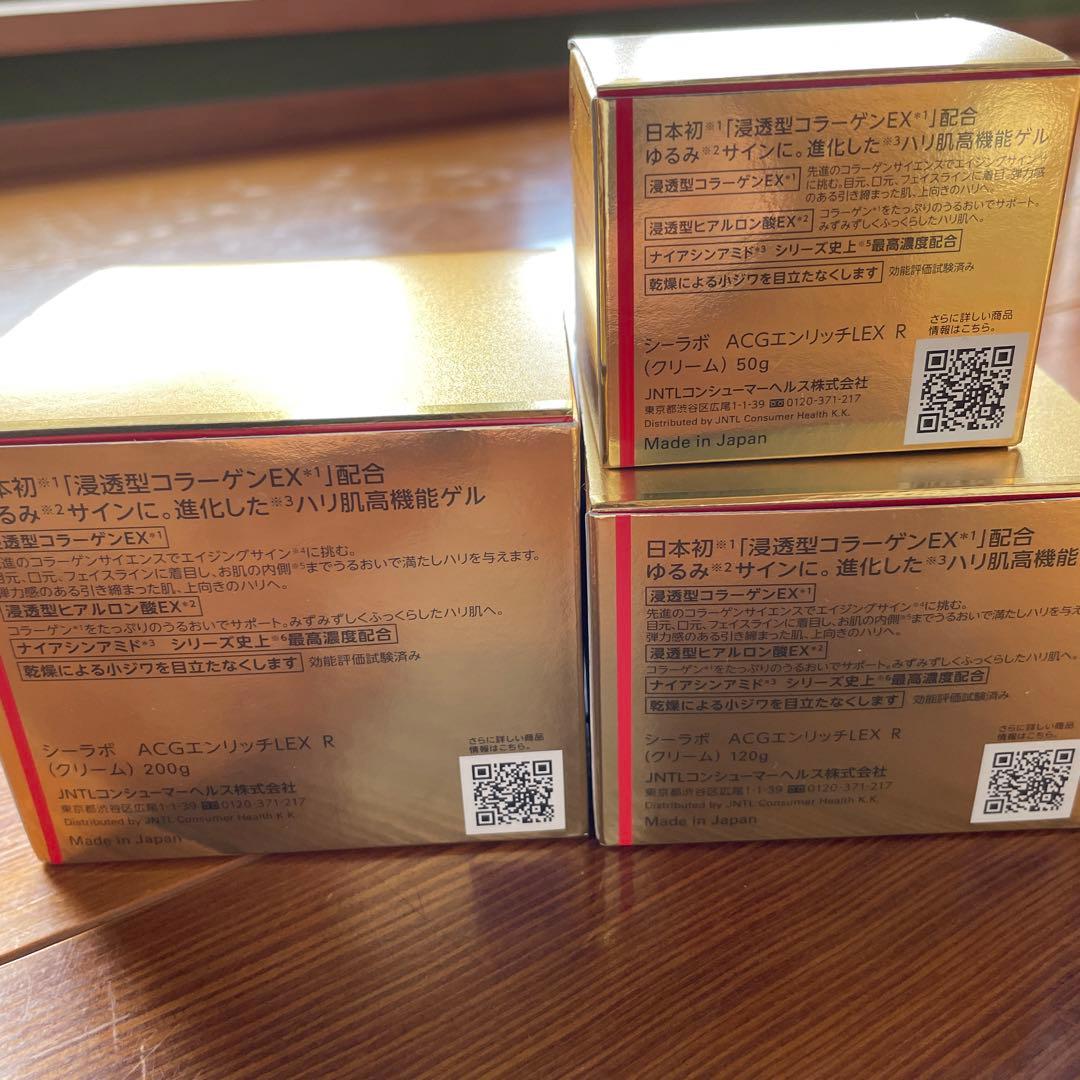 日本初※1「浸透型コラーゲンEX*1」配合
ゆるみ※2サインに。進化した※3ハリ肌高機能ゲル
浸透型コラーゲンEX*1
先進のコラーゲンサイエンスでエイジングサイン※4
に挑む。目元、口元、フェイスラインに着目、弾力感
のある引き締まった肌、上向きのハリへ。
浸透型ヒアルロン酸EX*2
コラーゲン*1をたっぷりのうるおいでサポート。
みずみずしくふっくらしたハリ肌へ。
ナイアシンアミド*3 シリーズ史上※5最高濃度配合
乾燥による小ジワを目立たなくします 効能評価試験済み
シーラボ ACGエンリッチLEX R
(クリーム) 50g
JNTLコンシューマーヘルス株式会社
東京都渋谷区広尾1-1-39 0120-371-217
Distributed by JNTL Consumer Health K.K.
Made in Japan
さらに詳しい商品
情報はこちら。
本初※1「浸透型コラーゲンEX*1」配合
るみ※2サインに。進化した※3ハリ肌高機能ゲル
透型コラーゲンEX*1
進のコラーゲンサイエンスでエイジングサイン※4に挑む。
元、口元、フェイスラインに着目し、お肌の内側※5までうるおいで満たしハリを与えます。
弾力感のある引き締まった肌、上向きのハリへ。
浸透型ヒアルロン酸EX*2
コラーゲン*1をたっぷりのうるおいでサポート。みずみずしくふっくらしたハリ肌へ。
ナイアシンアミド*3 シリーズ史上※6最高濃度配合
乾燥による小ジワを目立たなくします 効能評価試験済み
シーラボ ACGエンリッチLEX R
(クリーム) 200g
JNTLコンシューマーヘルス株式会社
東京都渋谷区広尾1-1-39 0120-371-217
Distributed by JNTL Consumer Health K.K.
Made in Japan
さらに詳しい商品
情報はこちら。
日本初※1「浸透型コラーゲンEX*1」配合
ゆるみ※2サインに。進化した※3ハリ肌高機能
浸透型コラーゲンEX*1
先進のコラーゲンサイエンスでエイジングサイン※4に挑む。
目元、口元、フェイスラインに着目し、お肌の内側※5までうるおいで満たしハリを与え
弾力感のある引き締まった肌、上向きのハリへ。
浸透型ヒアルロン酸EX*2
コラーゲン*1をたっぷりのうるおいでサポート。みずみずしくふっくらしたハリ肌へ。
ナイアシンアミド*3 シリーズ史上※6最高濃度配合
乾燥による小ジワを目立たなくします 効能評価試験済み
シーラボ ACGエンリッチLEX R
(クリーム) 120g
JNTLコンシューマーヘルス株式会社
東京都渋谷区広尾1-1-39 0120-371-217
Distributed by JNTL Consumer Health K.K.
Made in Japan
さらに詳しい商品
情報はこちら。